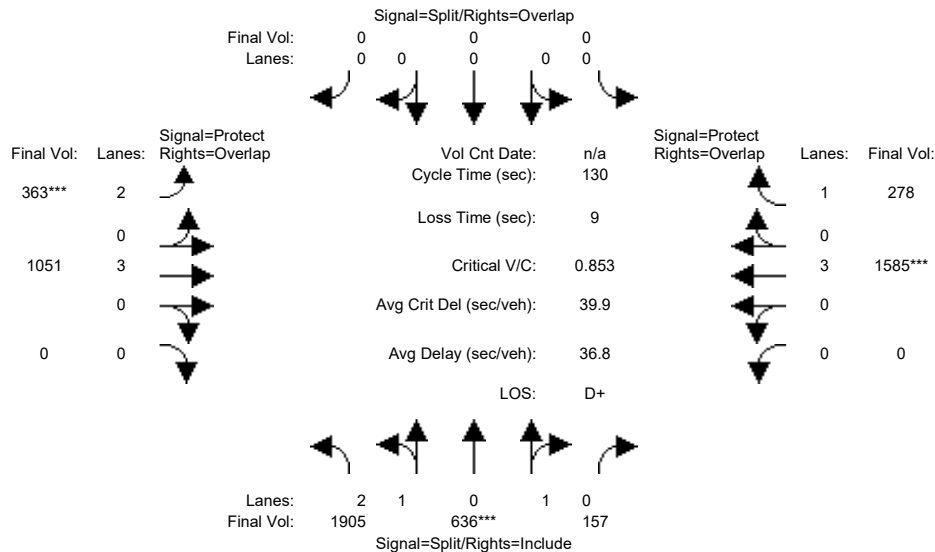 Signal=Split/Rights=Overlap
Final Vol: 0 0 0
Lanes: 0 0 0 0 0
Signal=Protect
Final Vol: Lanes: Rights=Overlap
Vol Cnt Date: n/a
Signal=Protect
Rights=Overlap Lanes: Final Vol:
Cycle Time (sec): 130
363*** 2
1 278
Loss Time (sec): 9
0
0
1051 3
Critical V/C: 0.853
3 1585***
0
Avg Crit Del (sec/veh): 39.9
0
0 0
Avg Delay (sec/veh): 36.8
0 0
LOS: D+
Lanes: 2 1 0 1 0
Final Vol: 1905 636*** 157
Signal=Split/Rights=Include